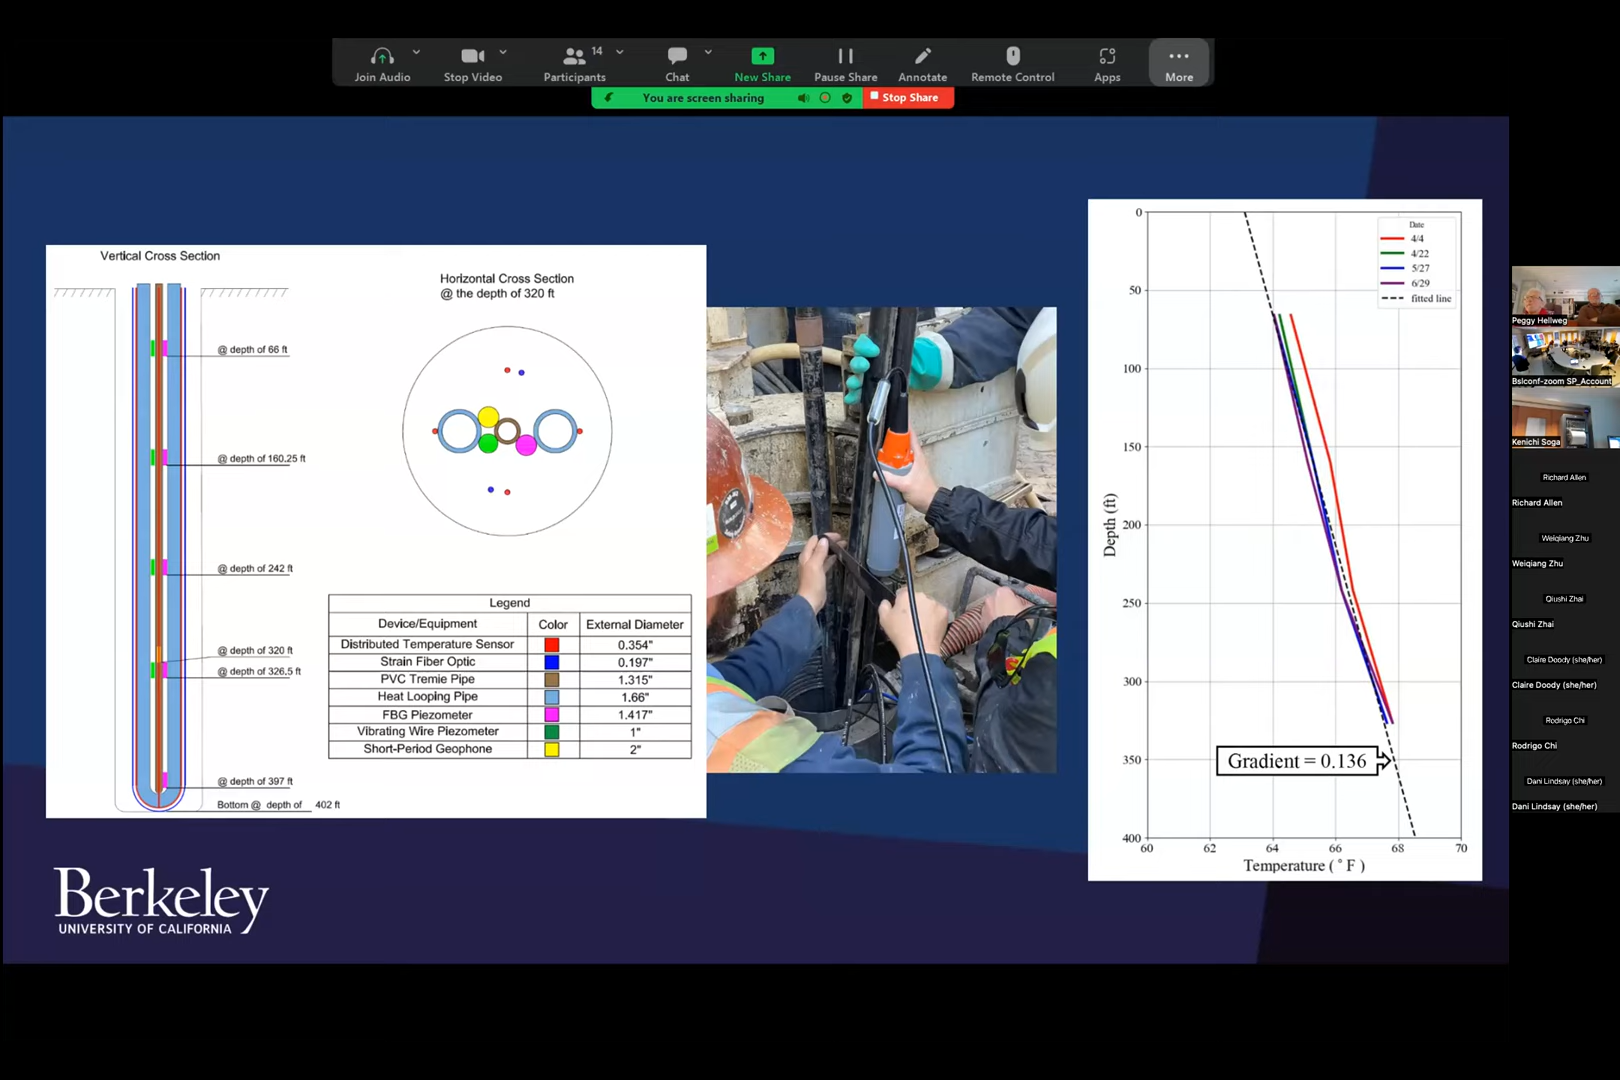 Join Audio
Stop Video
Participants
14
Chat
New Share
Pause Share
Annotate
Remote Control
Apps
More
You are screen sharing
Stop Share
Vertical Cross Section
@ depth of 66 ft
@ depth of 160.25 ft
@ depth of 242 ft
@ depth of 320 ft
@ depth of 326.5 ft
@ depth of 397 ft
Bottom @ depth of 402 ft
Horizontal Cross Section
@ the depth of 320 ft
Legend
Device/Equipment Color External Diameter
Distributed Temperature Sensor 0.354"
Strain Fiber Optic 0.197"
PVC Tremie Pipe 1.315"
Heat Looping Pipe 1.66"
FBG Piezometer 1.417"
Vibrating Wire Piezometer 1"
Short-Period Geophone 2"
Berkeley
UNIVERSITY OF CALIFORNIA
Date
4/4
4/22
5/27
6/29
fitted line
0
50
100
150
200
250
300
350
400
Depth (ft)
Gradient = 0.136
60 62 64 66 68 70
Temperature ( ° F )
Peggy Hellweg
Bslconf-zoom SP_Account
Kenichi Soga
Richard Allen
Richard Allen
Weiqiang Zhu
Weiqiang Zhu
Qiushi Zhai
Qiushi Zhai
Claire Doody (she/her)
Claire Doody (she/her)
Rodrigo Chi
Rodrigo Chi
Dani Lindsay (she/her)
Dani Lindsay (she/her)